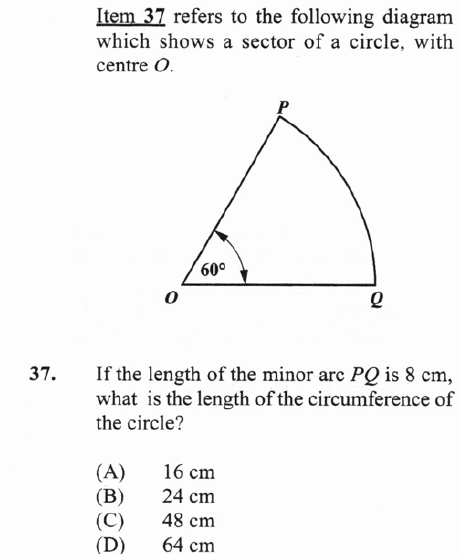 Item 37 refers to the following diagram
which shows a sector of a circle, with
centre O.
P
60°
O
Q
37. If the length of the minor arc PQ is 8 cm,
what is the length of the circumference of
the circle?
(A) 16 cm
(B) 24 cm
(C) 48 cm
(D) 64 cm